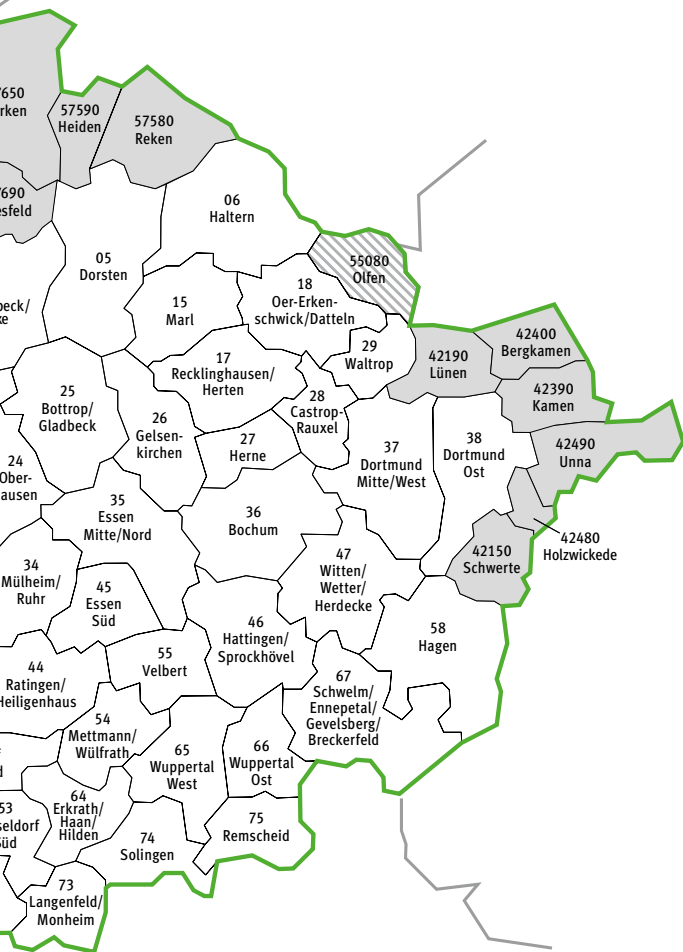 57590
Heiden
57580
Reken
06
Haltern
05
Dorsten
55080
Olfen
18
Oer-Erken-
schwick/Datteln
15
Marl
29
Waltrop
42190
Lünen
42400
Bergkamen
17
Recklinghausen/
Herten
42390
Kamen
25
Bottrop/
Gladbeck
28
Castrop-
Rauxel
26
Gelsen-
kirchen
27
Herne
37
Dortmund
Mitte/West
38
Dortmund
Ost
42490
Unna
24
Ober-
35
Essen
Mitte/Nord
36
Bochum
42480
Holzwickede
42150
Schwerte
47
Witten/
Wetter/
Herdecke
34
Mülheim/
Ruhr
45
Essen
Süd
46
Hattingen/
Sprockhövel
58
Hagen
44
Ratingen/
Heiligenhaus
55
Velbert
67
Schwelm/
Ennepetal/
Gevelsberg/
Breckerfeld
54
Mettmann/
Wülfrath
65
Wuppertal
West
66
Wuppertal
Ost
64
Erkrath/
Haan/
Hilden
53
75
Remscheid
74
Solingen
73
Langenfeld/
Monheim